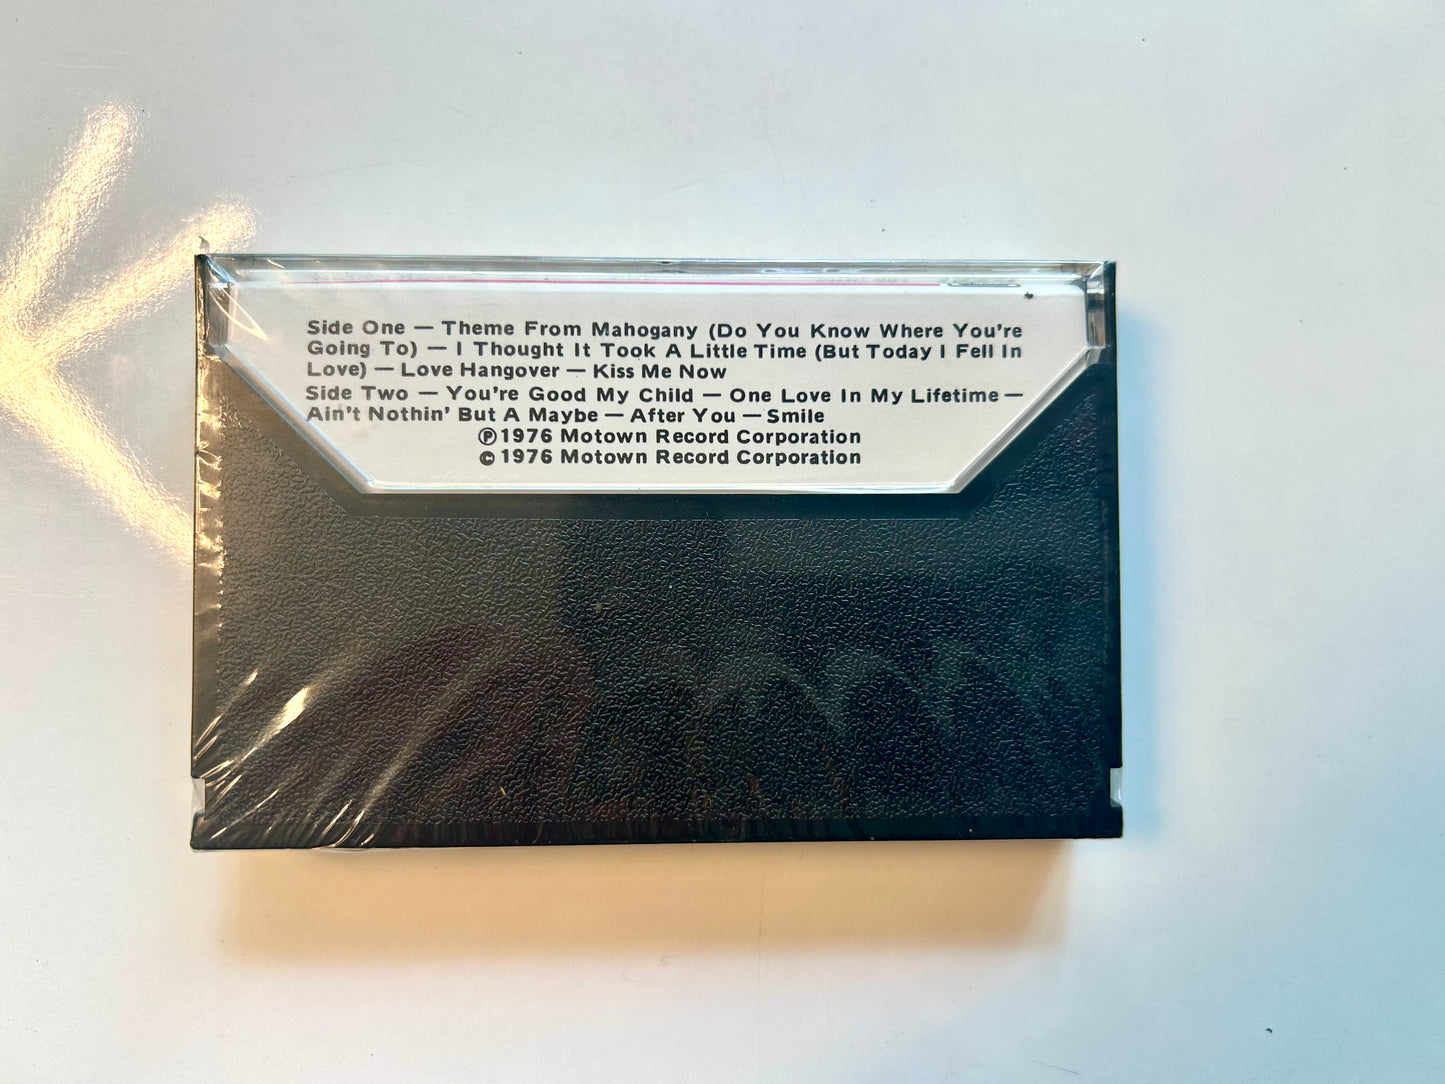 Side One — Theme From Mahogany (Do You Know Where You're
Going To) — I Thought It Took A Little Time (But Today I Fell In
Love) — Love Hangover — Kiss Me Now
Side Two — You're Good My Child — One Love In My Lifetime —
Ain't Nothin' But A Maybe — After You — Smile
℗1976 Motown Record Corporation
©1976 Motown Record Corporation